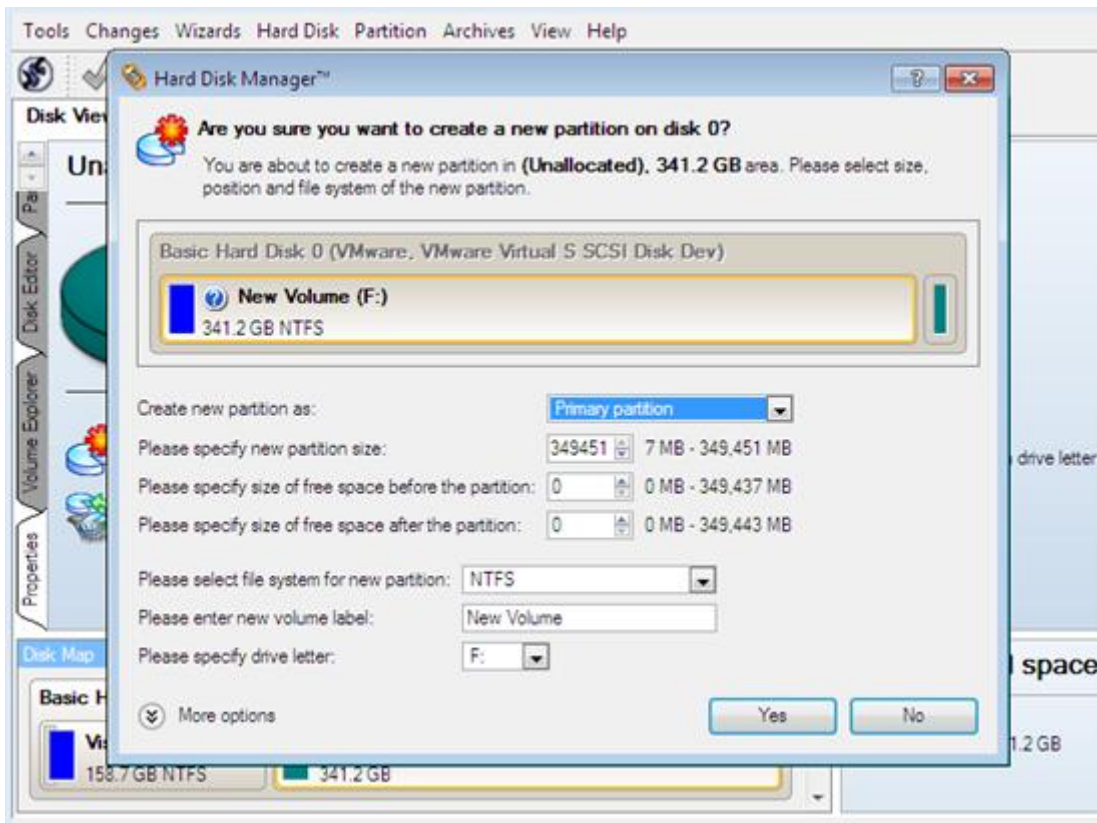 Tools Changes Wizards Hard Disk Partition Archives View Help
Hard Disk Manager™
Disk View
Are you sure you want to create a new partition on disk 0?
You are about to create a new partition in (Unallocated), 341.2 GB area. Please select size,
position and file system of the new partition.
Basic Hard Disk 0 (VMware, VMware Virtual S SCSI Disk Dev)
New Volume (F:)
341.2 GB NTFS
Disk Editor
Volume Explorer
Properties
Create new partition as: Primary partition
Please specify new partition size: 349451 7 MB - 349,451 MB
Please specify size of free space before the partition: 0 0 MB - 349,437 MB
Please specify size of free space after the partition: 0 0 MB - 349,443 MB
drive letter
Please select file system for new partition: NTFS
Please enter new volume label: New Volume
Please specify drive letter: F:
More options Yes No
Disk Map
space
Basic H
Vis
158.7 GB NTFS
341.2 GB
1.2 GB